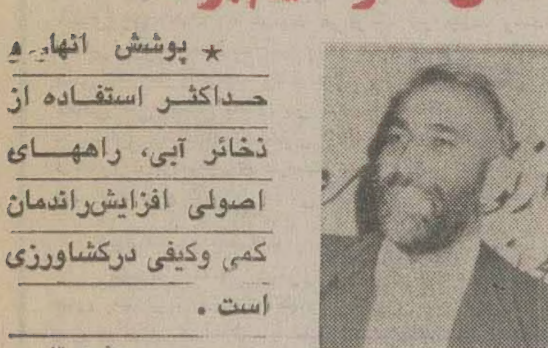 ★ پوشش انهار و
حداکثر استفاده از
ذخائر آبی، راههای
اصولی افزایش راندمان
کمی وکیفی درکشاورزی
است .